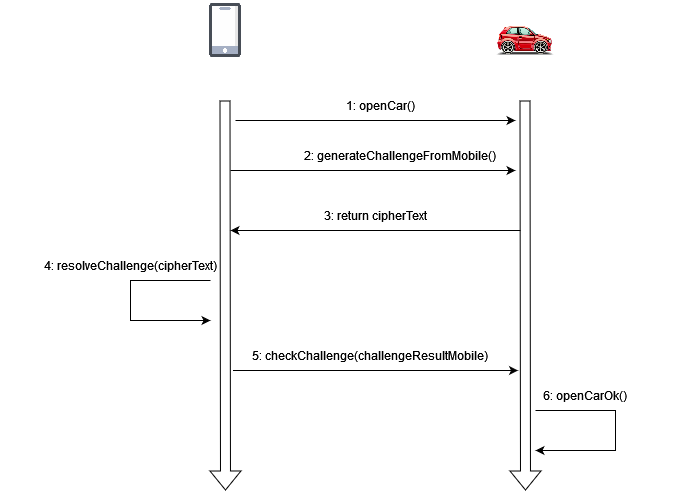 1: openCar()
2: generateChallengeFromMobile()
3: return cipherText
4: resolveChallenge(cipherText)
5: checkChallenge(challengeResultMobile)
6: openCarOk()